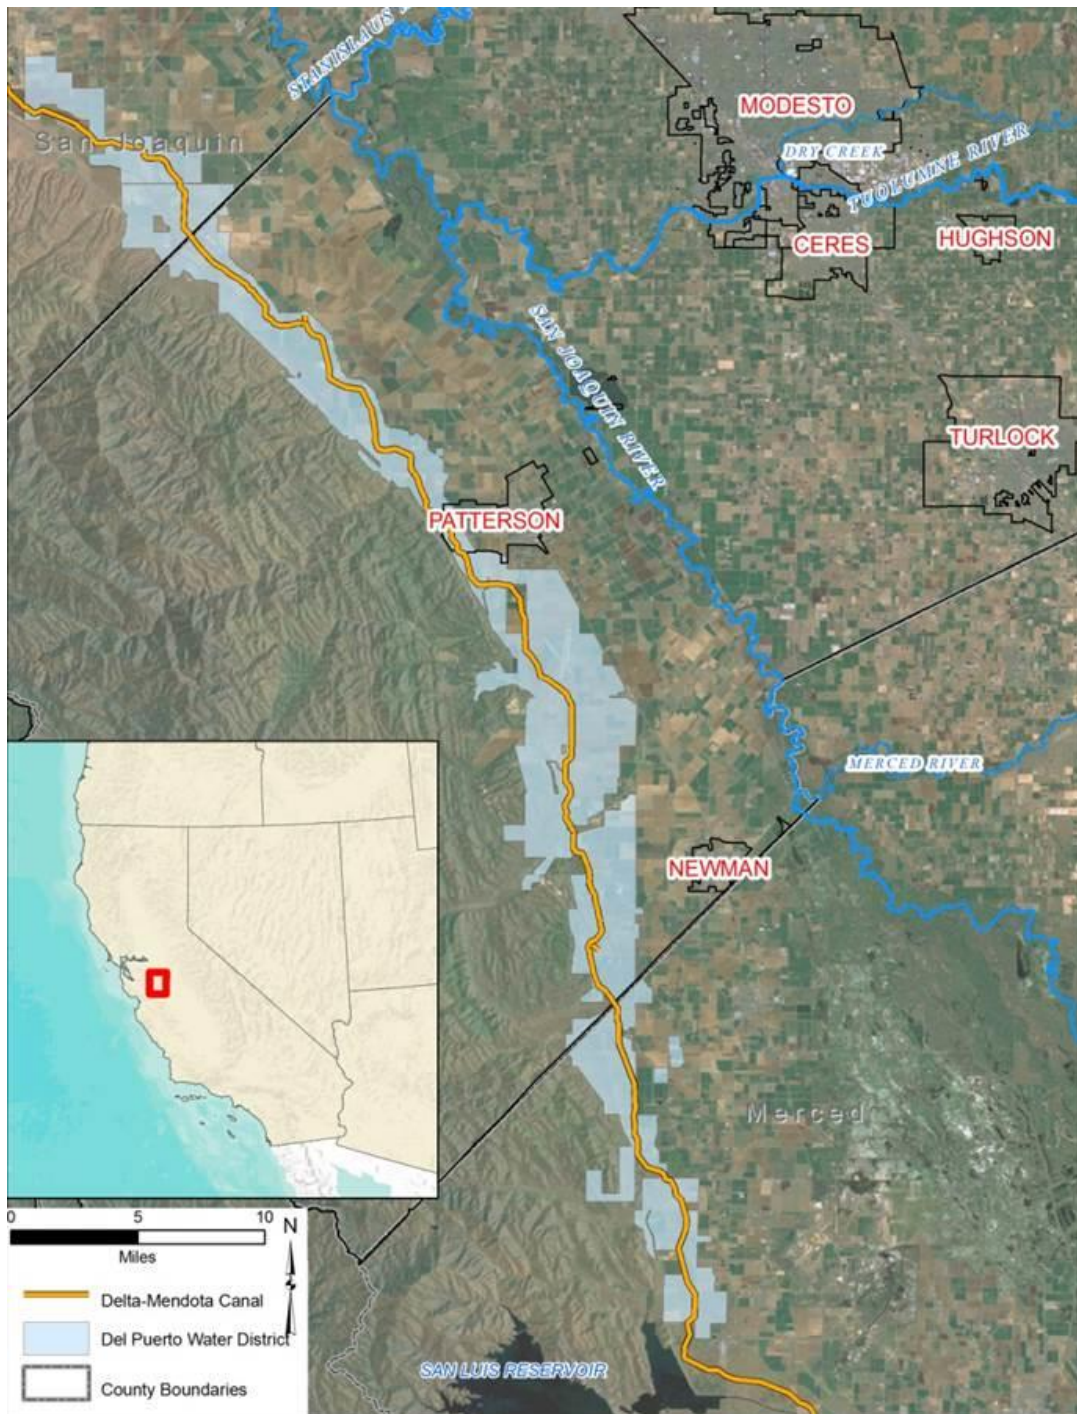 STANISLAUS
MODESTO
San Joaquin
DRY CREEK
TUOLUMNE RIVER
CERES
HUGHSON
SAN JOAQUIN RIVER
TURLOCK
PATTERSON
MERCED RIVER
NEWMAN
Merced
0 5 10
N
Miles
Delta-Mendota Canal
Del Puerto Water District
County Boundaries
SAN LUIS RESERVOIR